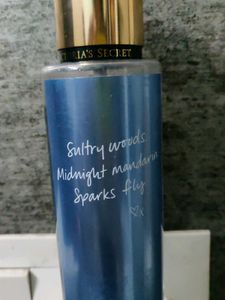 RIA'S SECRET
Sultry woods.
Midnight mandarin
Sparks fly
x